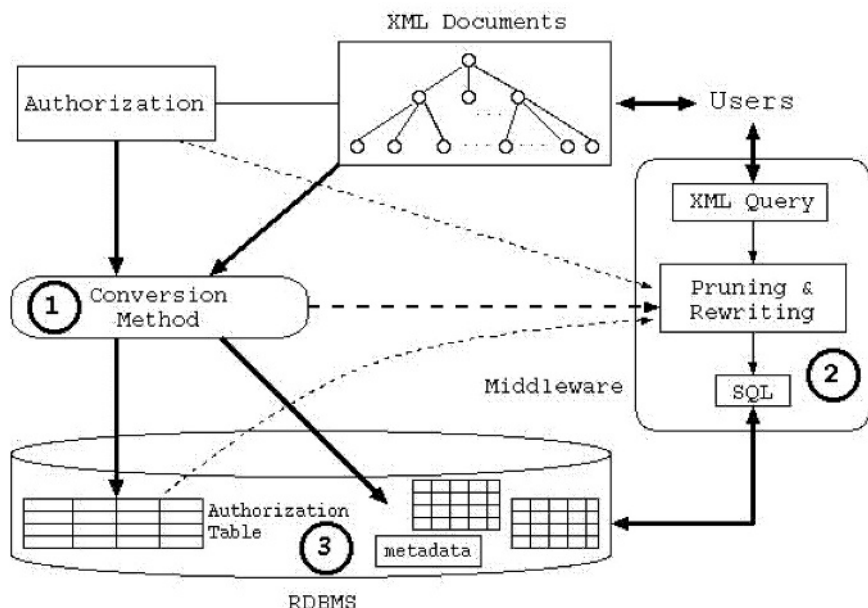 XML Documents
Authorization
Users
XML Query
1
Conversion
Method
Pruning &
Rewriting
Middleware
2
SQL
Authorization
Table
3
metadata
RDBMS